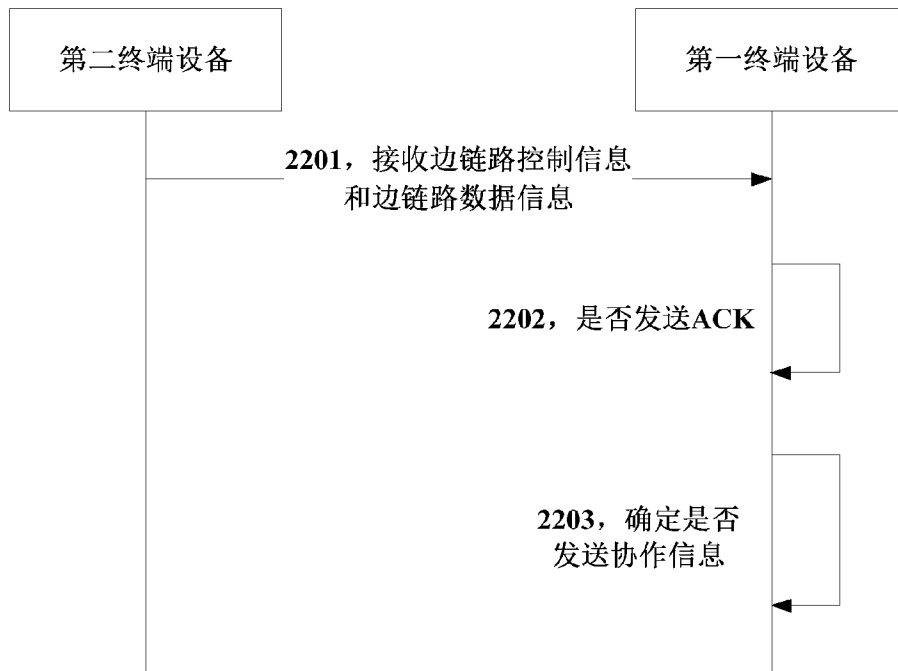 第二终端设备
第一终端设备
2201，接收边链路控制信息
和边链路数据信息
2202，是否发送ACK
2203，确定是否
发送协作信息